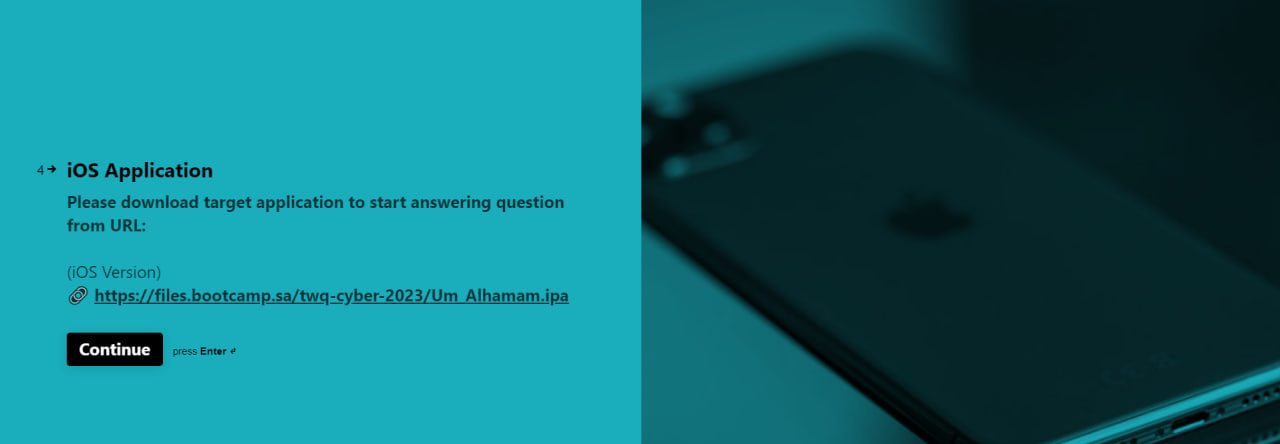 4→ iOS Application
Please download target application to start answering question
from URL:
(iOS Version)
🔗 https://files.bootcamp.sa/twq-cyber-2023/Um_Alhamam.ipa
Continue press Enter ↵